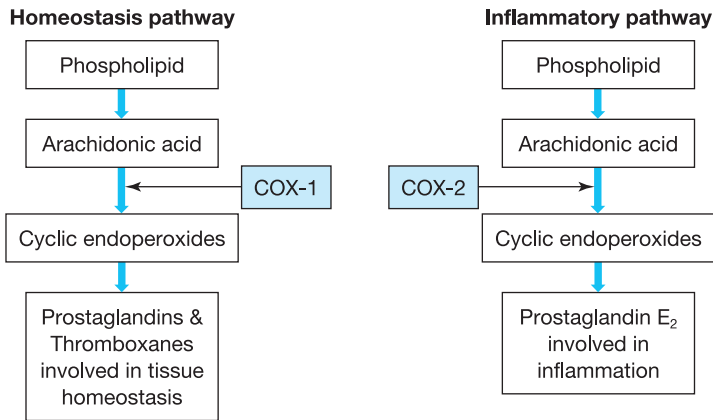 Homeostasis pathway
Phospholipid
Arachidonic acid
COX-1
Cyclic endoperoxides
Prostaglandins &
Thromboxanes
involved in tissue
homeostasis
Inflammatory pathway
Phospholipid
Arachidonic acid
COX-2
Cyclic endoperoxides
Prostaglandin E₂
involved in
inflammation